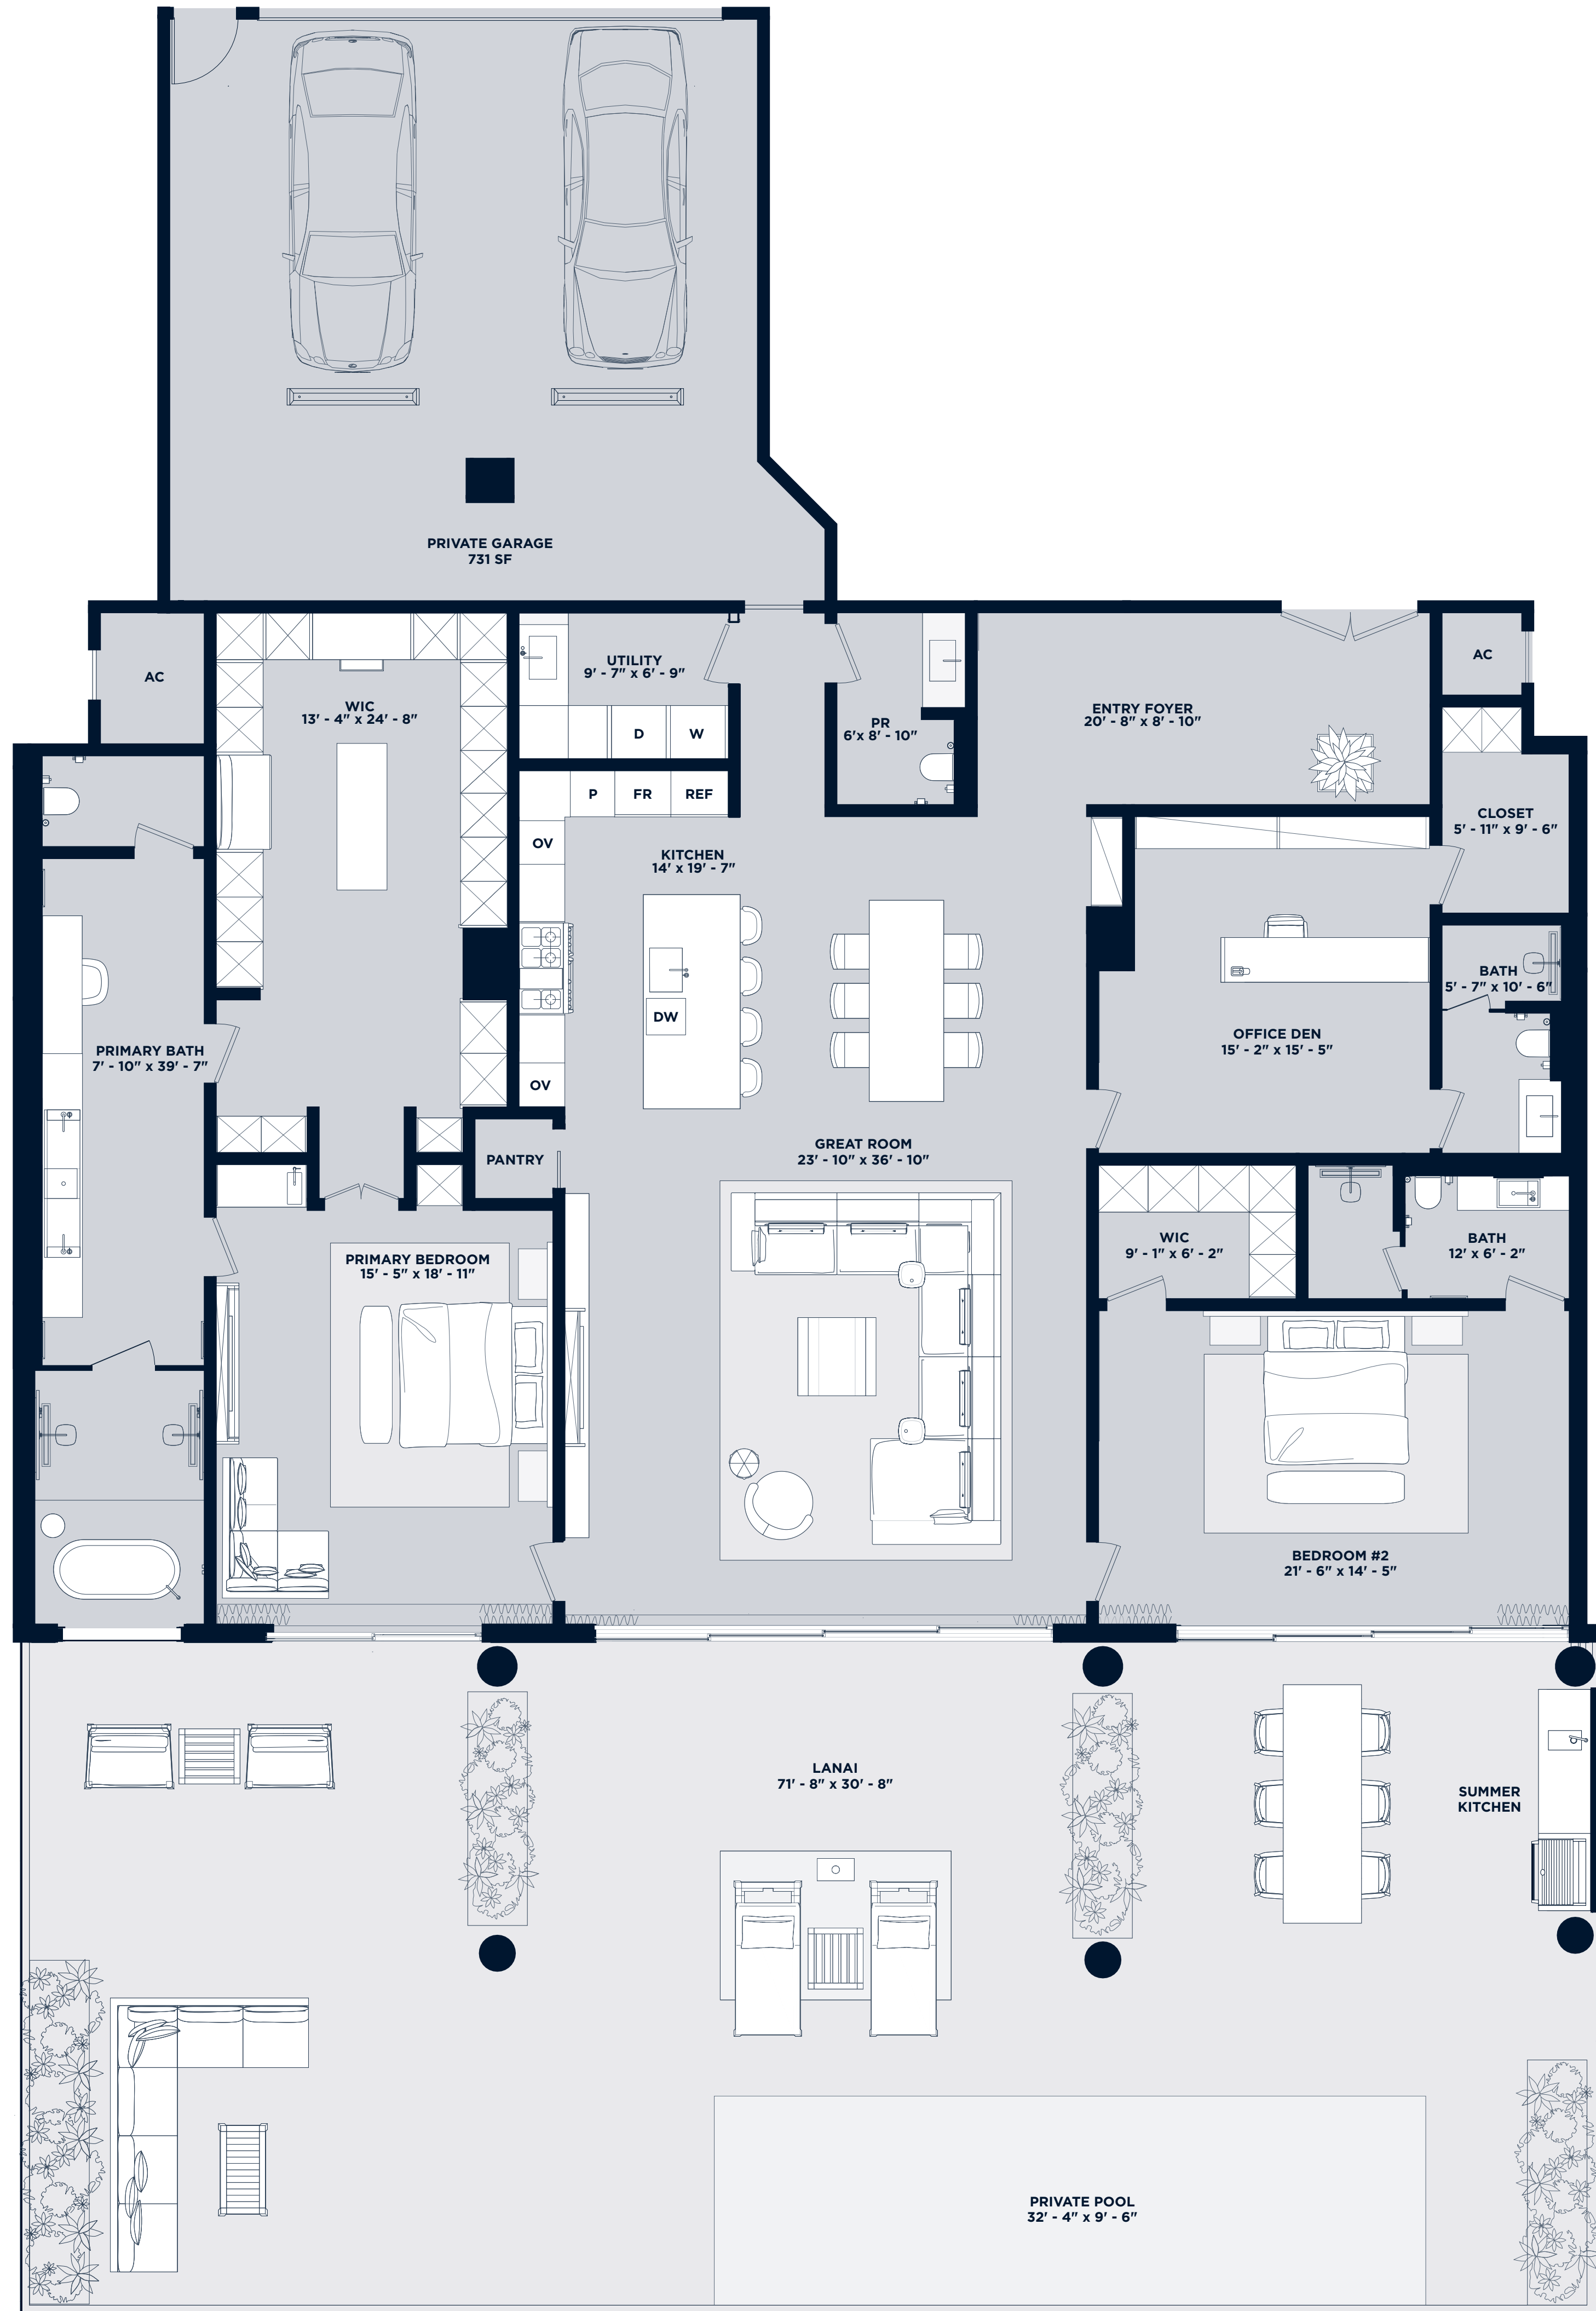 PRIVATE GARAGE
731 SF
AC
WIC
13' - 4" x 24' - 8"
UTILITY
9' - 7" x 6' - 9"
D
W
PR
6'x 8' - 10"
ENTRY FOYER
20' - 8" x 8' - 10"
AC
P
FR
REF
OV
KITCHEN
14' x 19' - 7"
CLOSET
5' - 11" x 9' - 6"
DW
OV
PRIMARY BATH
7' - 10" x 39' - 7"
BATH
5' - 7" x 10' - 6"
OFFICE DEN
15' - 2" x 15' - 5"
PANTRY
GREAT ROOM
23' - 10" x 36' - 10"
PRIMARY BEDROOM
15' - 5" x 18' - 11"
WIC
9' - 1" x 6' - 2"
BATH
12' x 6' - 2"
BEDROOM #2
21' - 6" x 14' - 5"
LANAI
71' - 8" x 30' - 8"
SUMMER
KITCHEN
PRIVATE POOL
32' - 4" x 9' - 6"